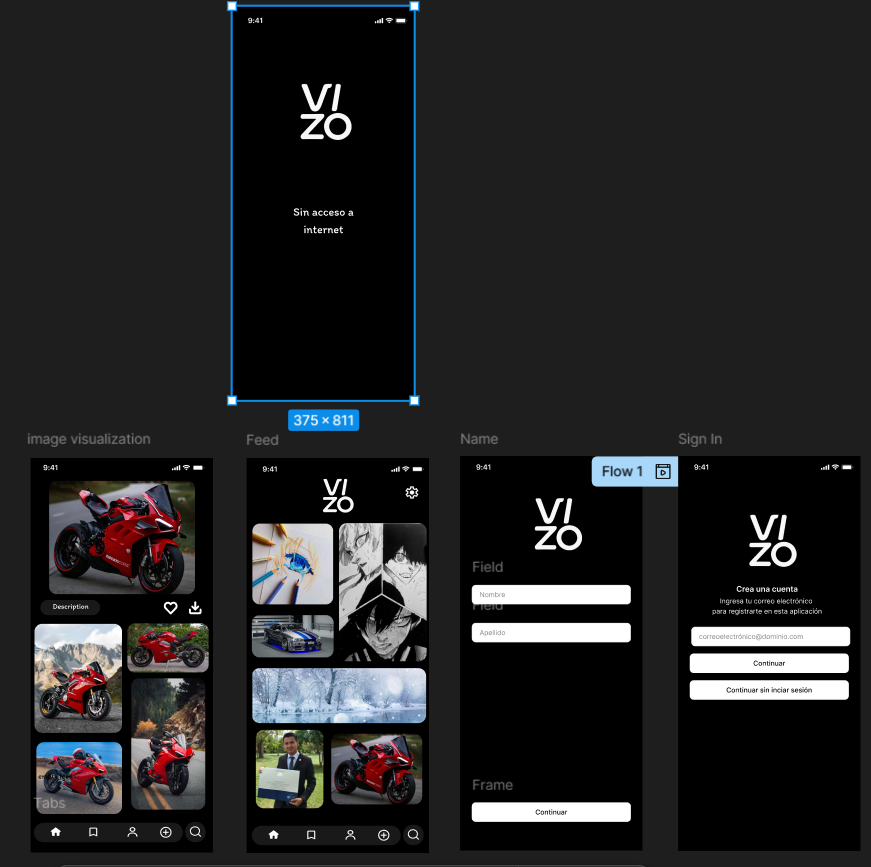 9:41
VI
ZO
Sin acceso a
internet
375 × 811
image visualization
Feed
Name
Sign In
9:41
Description
Tabs
9:41
VI
ZO
9:41
Flow 1
VI
ZO
Field
Nombre
Field
Apellido
Frame
Continuar
9:41
VI
ZO
Crea una cuenta
Ingresa tu correo electrónico
para registrarte en esta aplicación
correoelectrónico@dominio.com
Continuar
Continuar sin inciar sesión